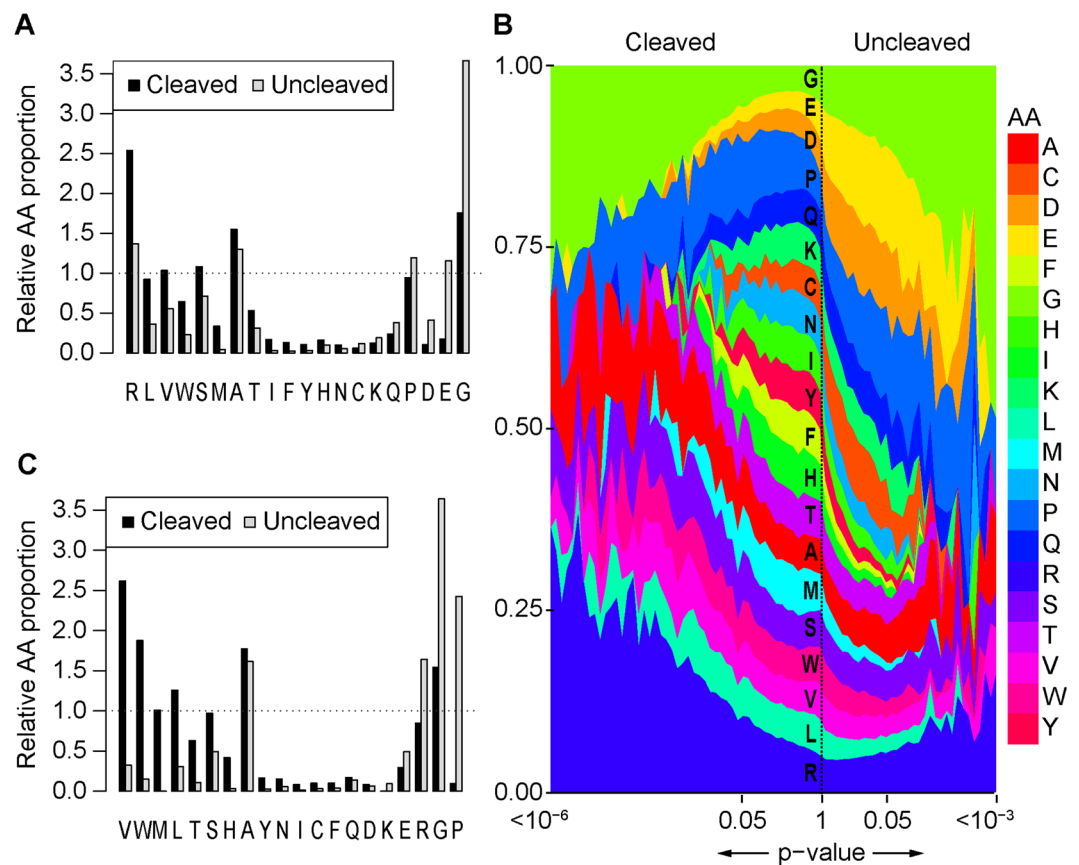 A
3.5
3.0
2.5
2.0
1.5
1.0
0.5
0.0
Relative AA proportion
Cleaved Uncleaved
R L V W S M A T I F Y H N C K Q P D E G
B
Cleaved Uncleaved
1.00
0.75
0.50
0.25
0.00
G
E
D
P
Q
K
C
N
I
Y
F
H
T
A
M
S
W
V
L
R
<10⁻⁶ 0.05 1 0.05 <10⁻³
p−value
AA
A
C
D
E
F
G
H
I
K
L
M
N
P
Q
R
S
T
V
W
Y
C
3.5
3.0
2.5
2.0
1.5
1.0
0.5
0.0
Relative AA proportion
Cleaved Uncleaved
V W M L T S H A Y N I C F Q D K E R G P